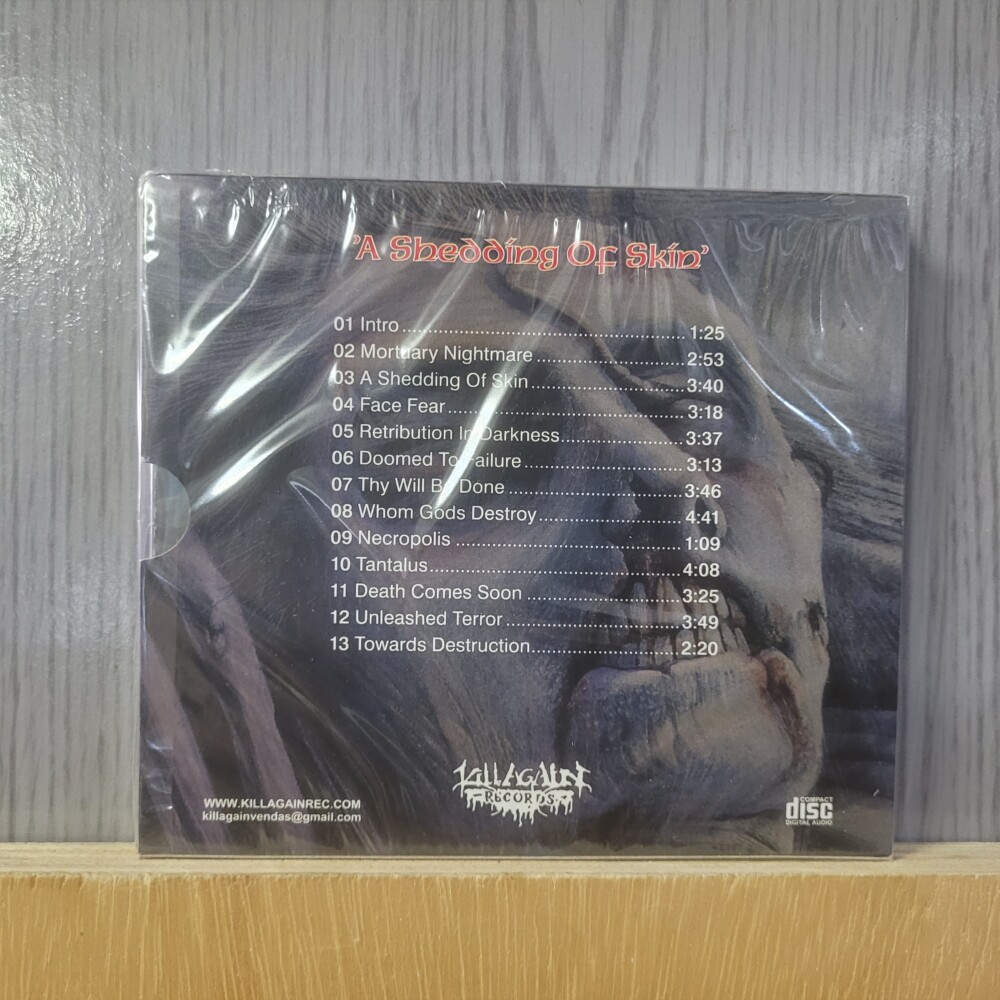 'A Shedding Of Skin'
01 Intro 1:25
02 Mortuary Nightmare 2:53
03 A Shedding Of Skin 3:40
04 Face Fear 3:18
05 Retribution In Darkness 3:37
06 Doomed To Failure 3:13
07 Thy Will Be Done 3:46
08 Whom Gods Destroy 4:41
09 Necropolis 1:09
10 Tantalus 4:08
11 Death Comes Soon 3:25
12 Unleashed Terror 3:49
13 Towards Destruction 2:20
KILL AGAIN
RECORDS
WWW.KILLAGAINREC.COM
killagainvendas@gmail.com
COMPACT
disc
DIGITAL AUDIO